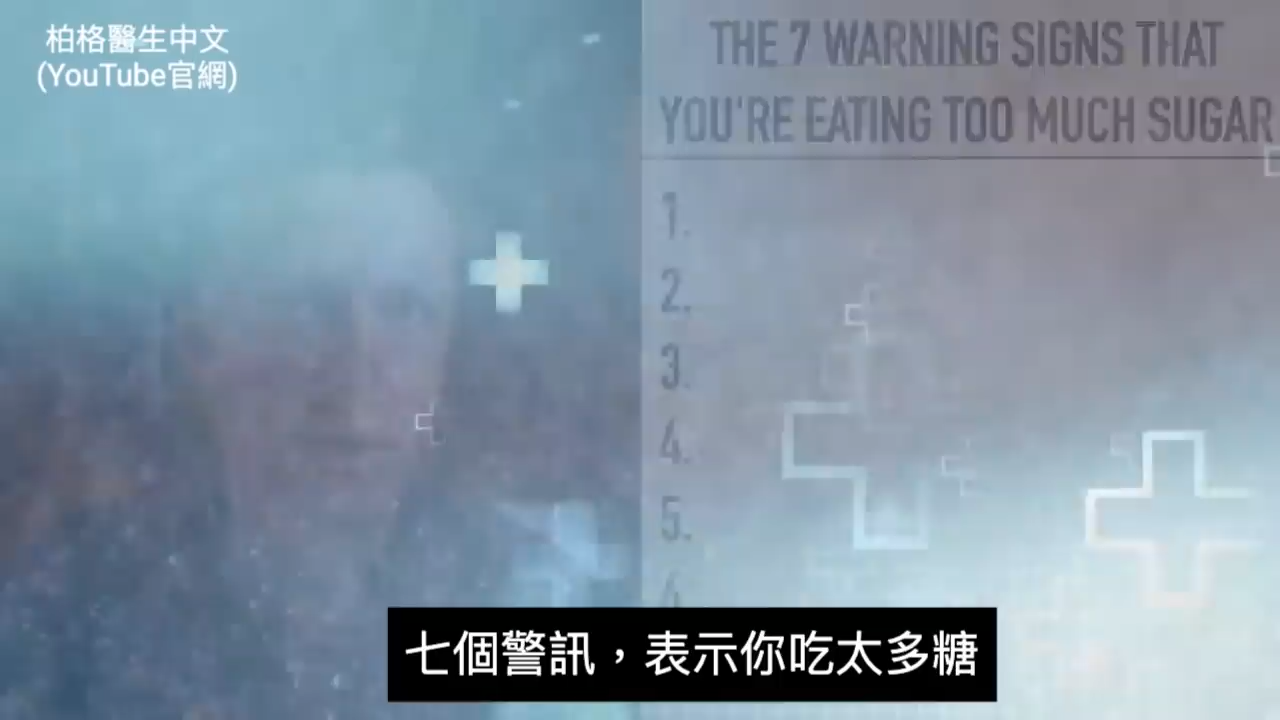 柏格醫生中文
(YouTube官網)
THE 7 WARNING SIGNS THAT
YOU'RE EATING TOO MUCH SUGAR
1.
2.
3.
4.
5.
6
七個警訊，表示你吃太多糖